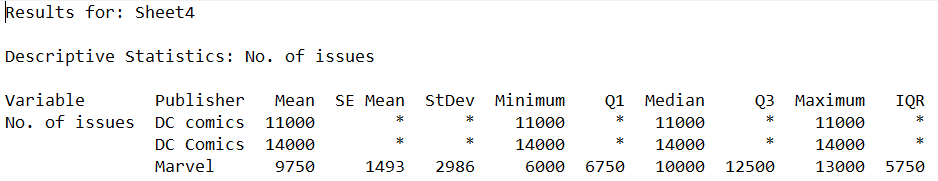 Results for: Sheet4
Descriptive Statistics: No. of issues
Variable Publisher Mean SE Mean StDev Minimum Q1 Median Q3 Maximum IQR
No. of issues DC comics 11000 * * 11000 * 11000 * 11000 *
DC Comics 14000 * * 14000 * 14000 * 14000 *
Marvel 9750 1493 2986 6000 6750 10000 12500 13000 5750